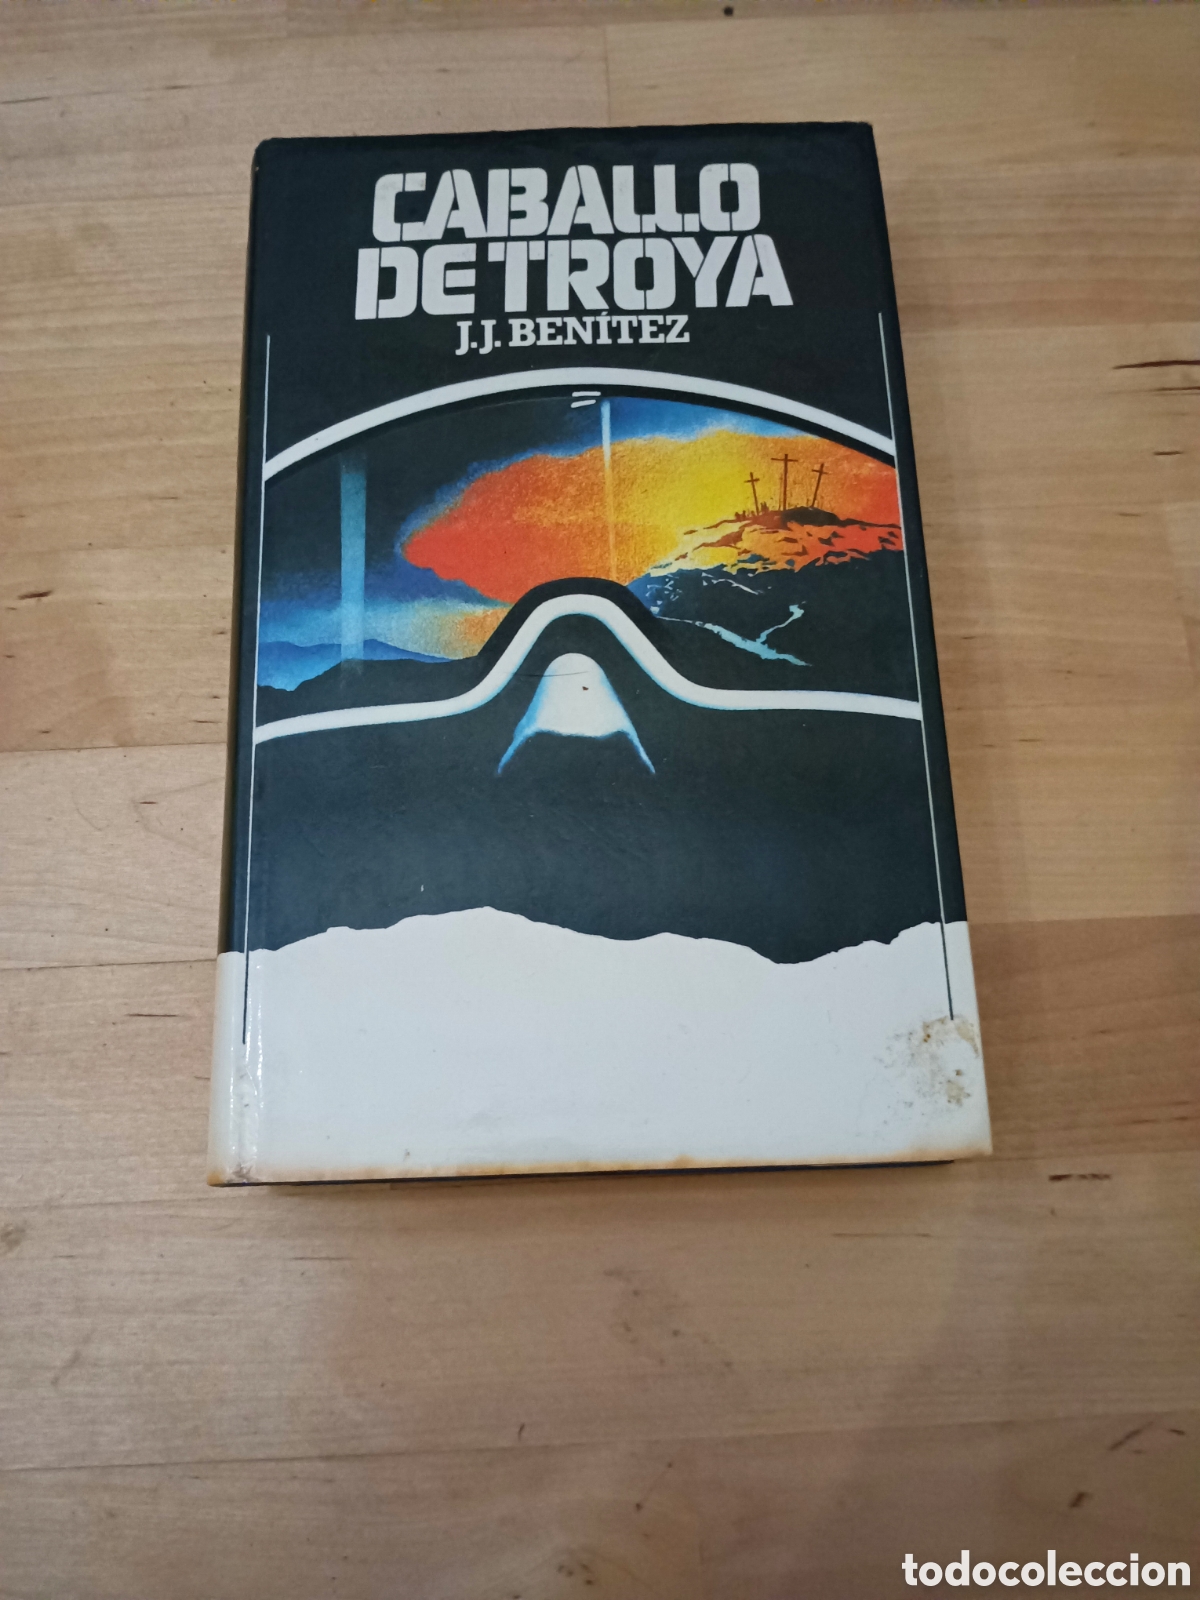 CABALLO
DE TROYA
J.J. BENÍTEZ
todocoleccion